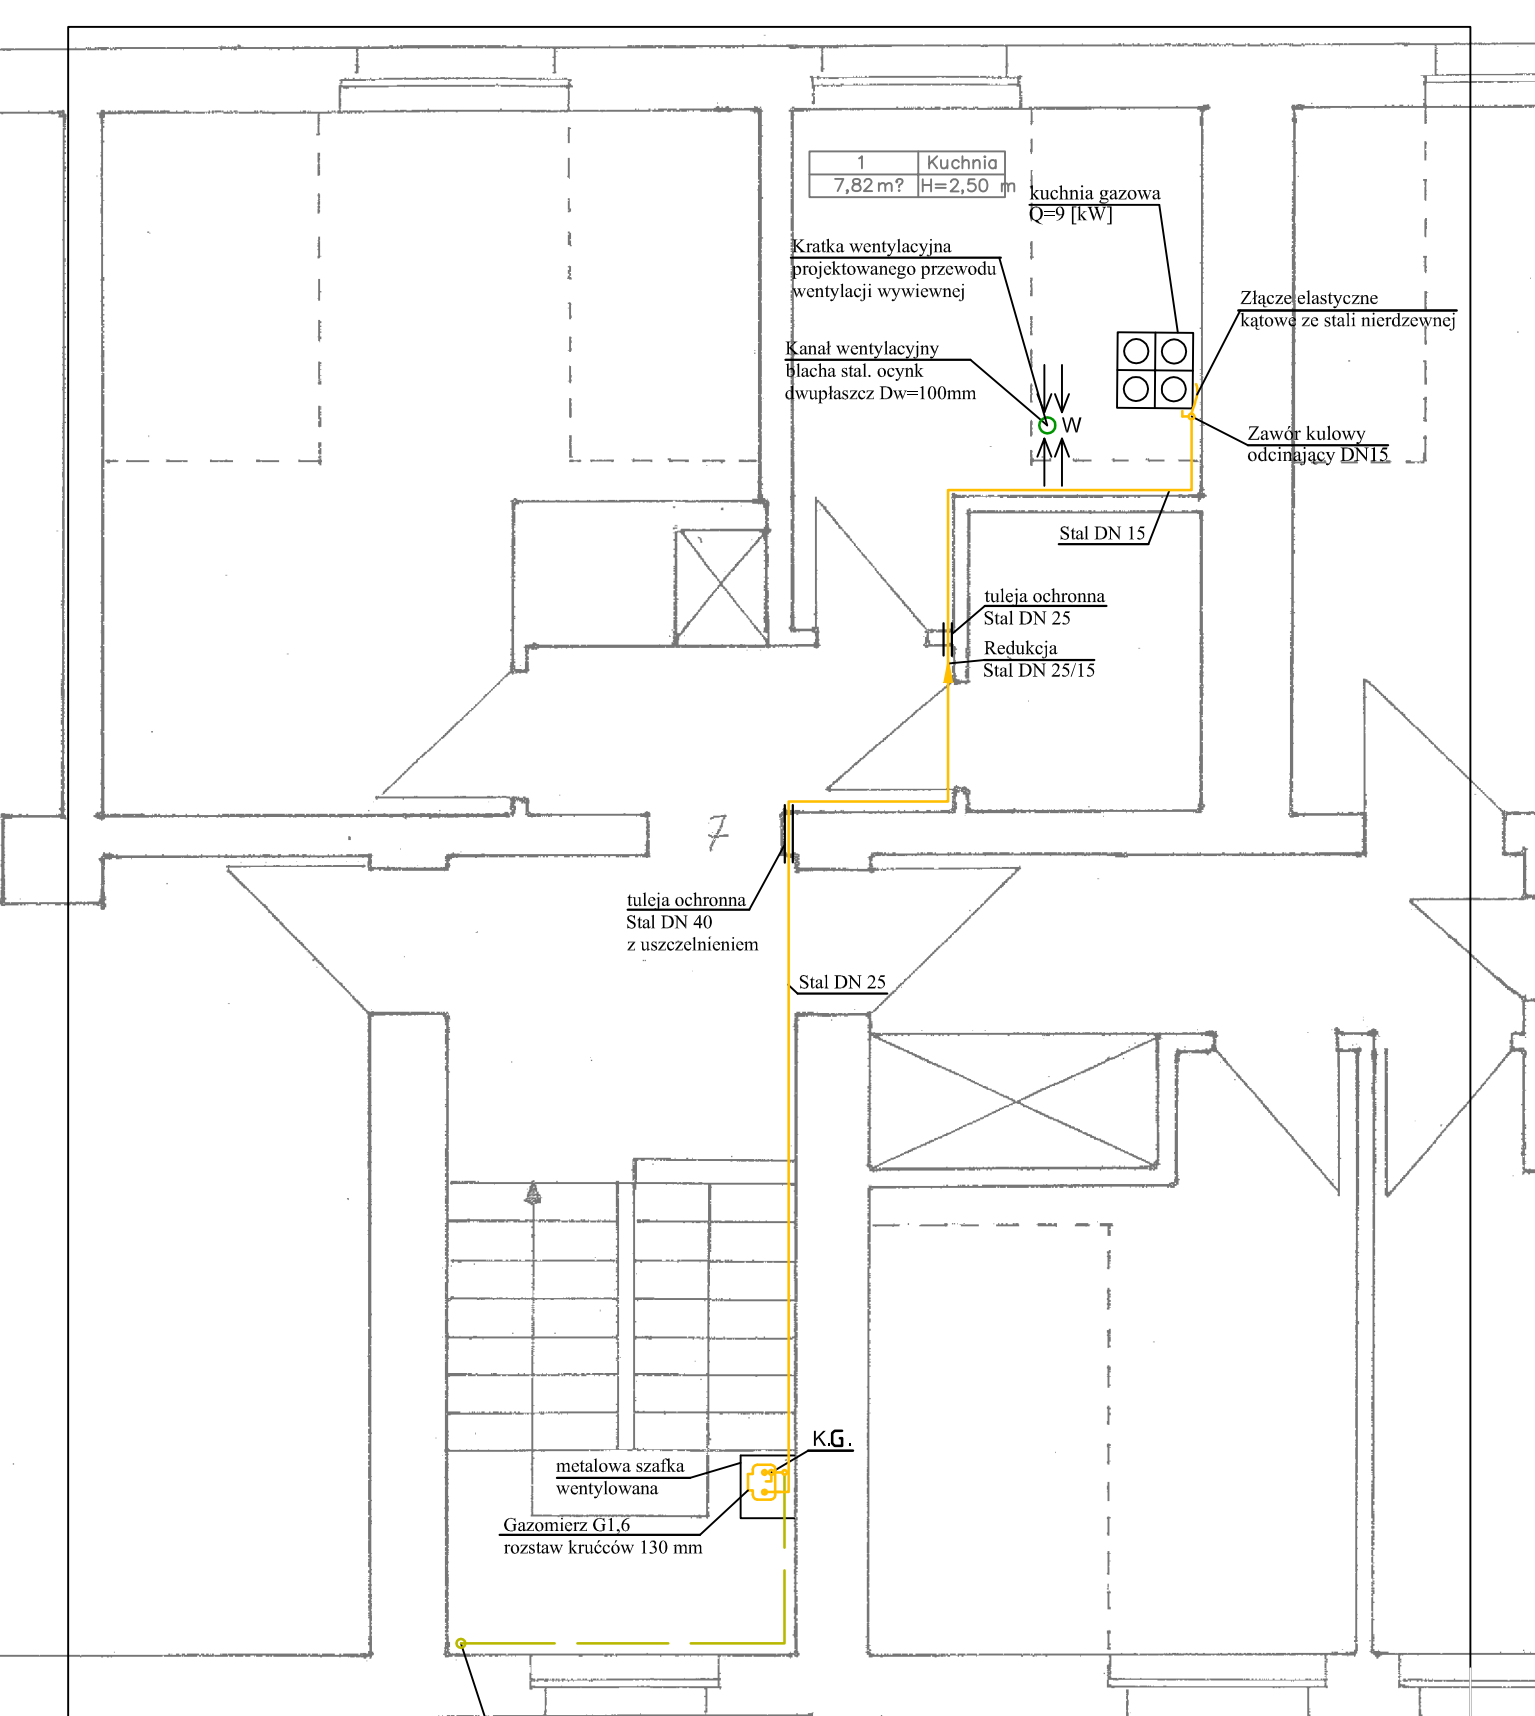 1 Kuchnia
7,82 m? H=2,50 m
kuchnia gazowa
Q=9 [kW]
Kratka wentylacyjna
projektowanego przewodu
wentylacji wywiewnej
Złącze elastyczne
kątowe ze stali nierdzewnej
Kanał wentylacyjny
blacha stal. ocynk
dwupłaszcz Dw=100mm
W
Zawór kulowy
odcinający DN15
Stal DN 15
tuleja ochronna
Stal DN 25
Redukcja
Stal DN 25/15
7
tuleja ochronna
Stal DN 40
z uszczelnieniem
Stal DN 25
K.G.
metalowa szafka
wentylowana
Gazomierz G1,6
rozstaw króćców 130 mm